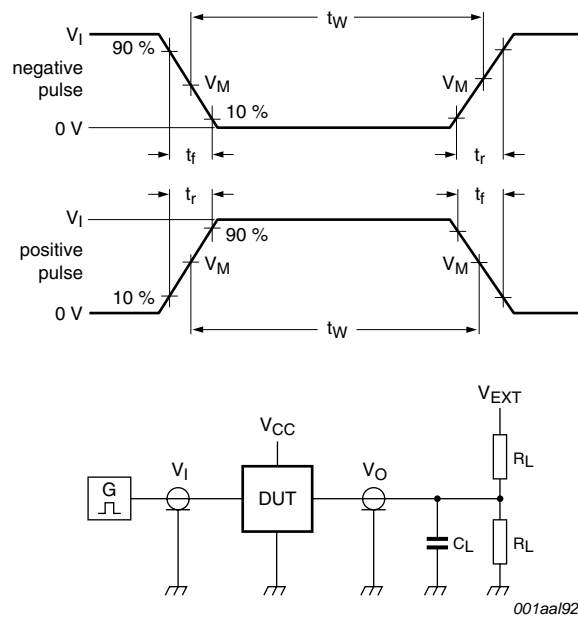 V_I
t_W
90 %
negative
pulse
V_M
V_M
10 %
0 V
t_f
t_r
t_r
t_f
V_I
90 %
positive
pulse
V_M
V_M
10 %
0 V
t_W
V_EXT
V_CC
R_L
V_I
V_O
G
DUT
C_L
R_L
001aal92